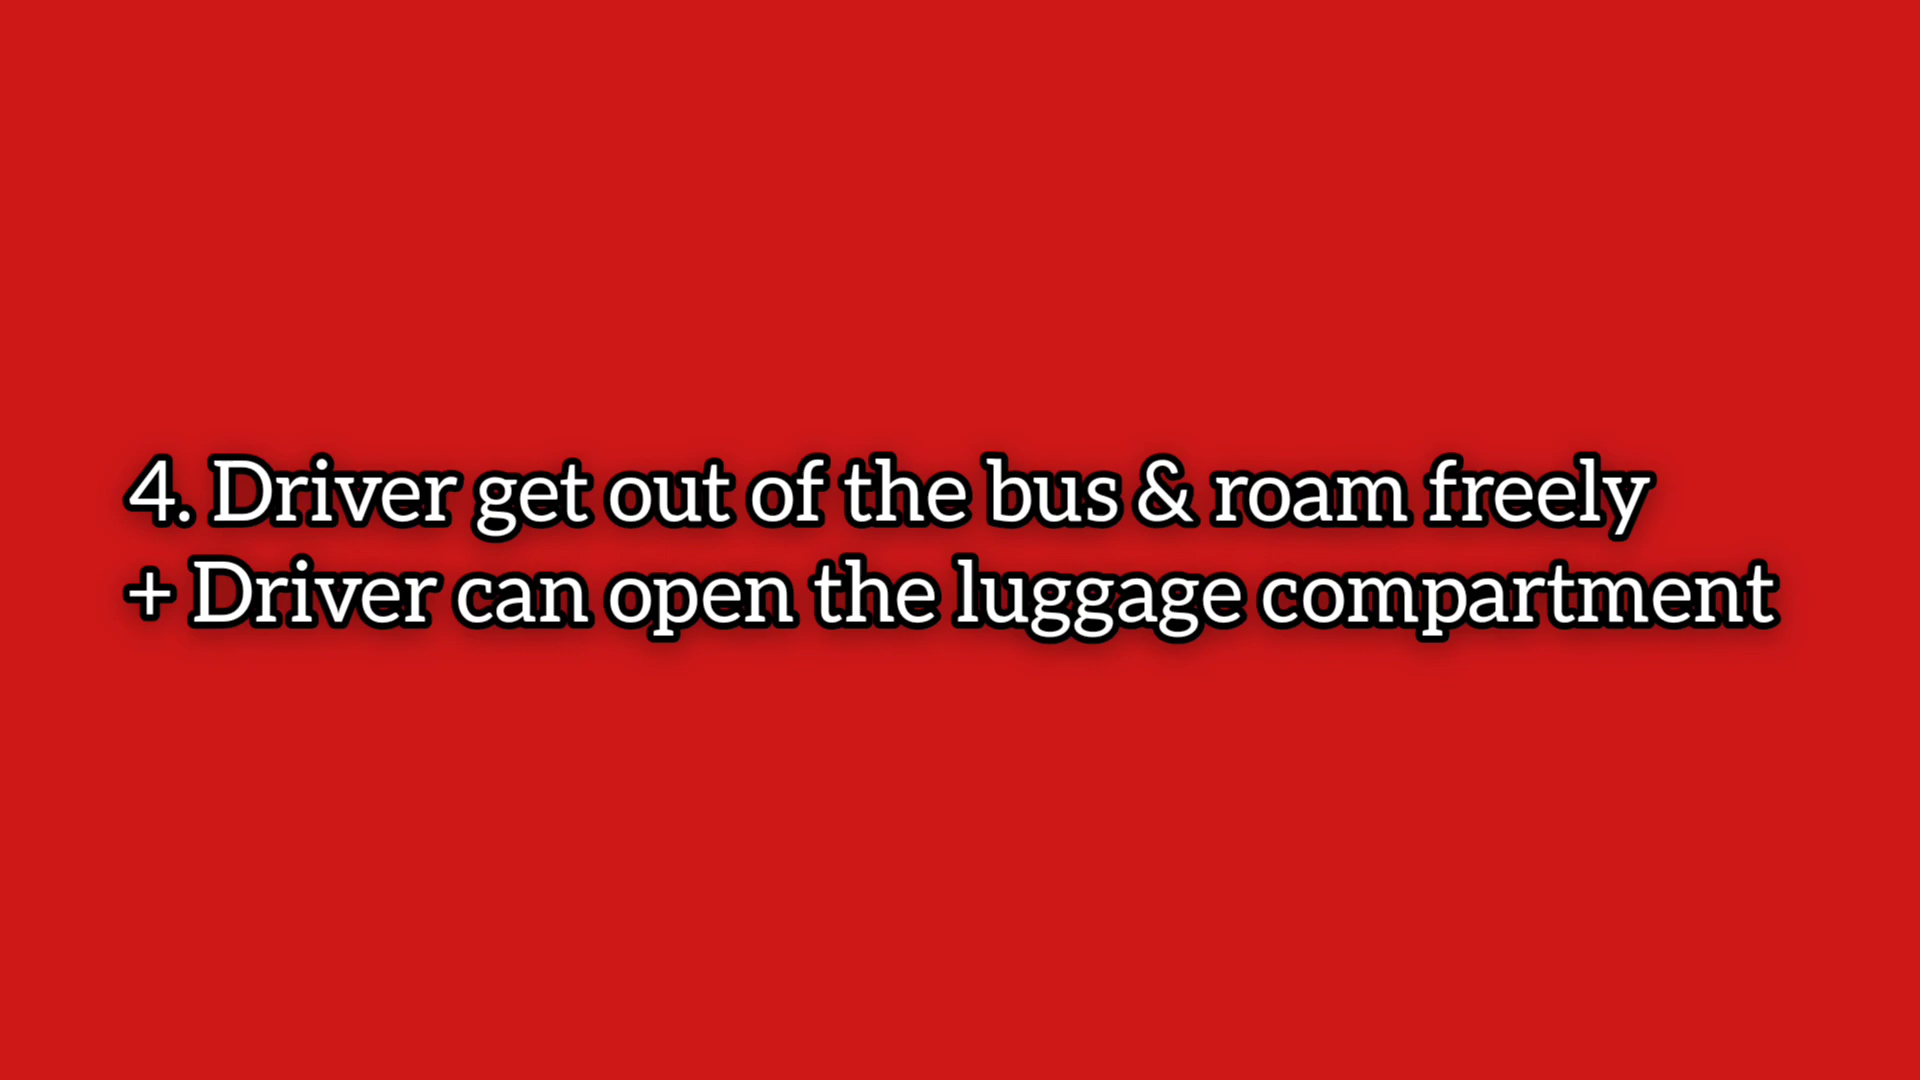 4. Driver get out of the bus & roam freely
+ Driver can open the luggage compartment